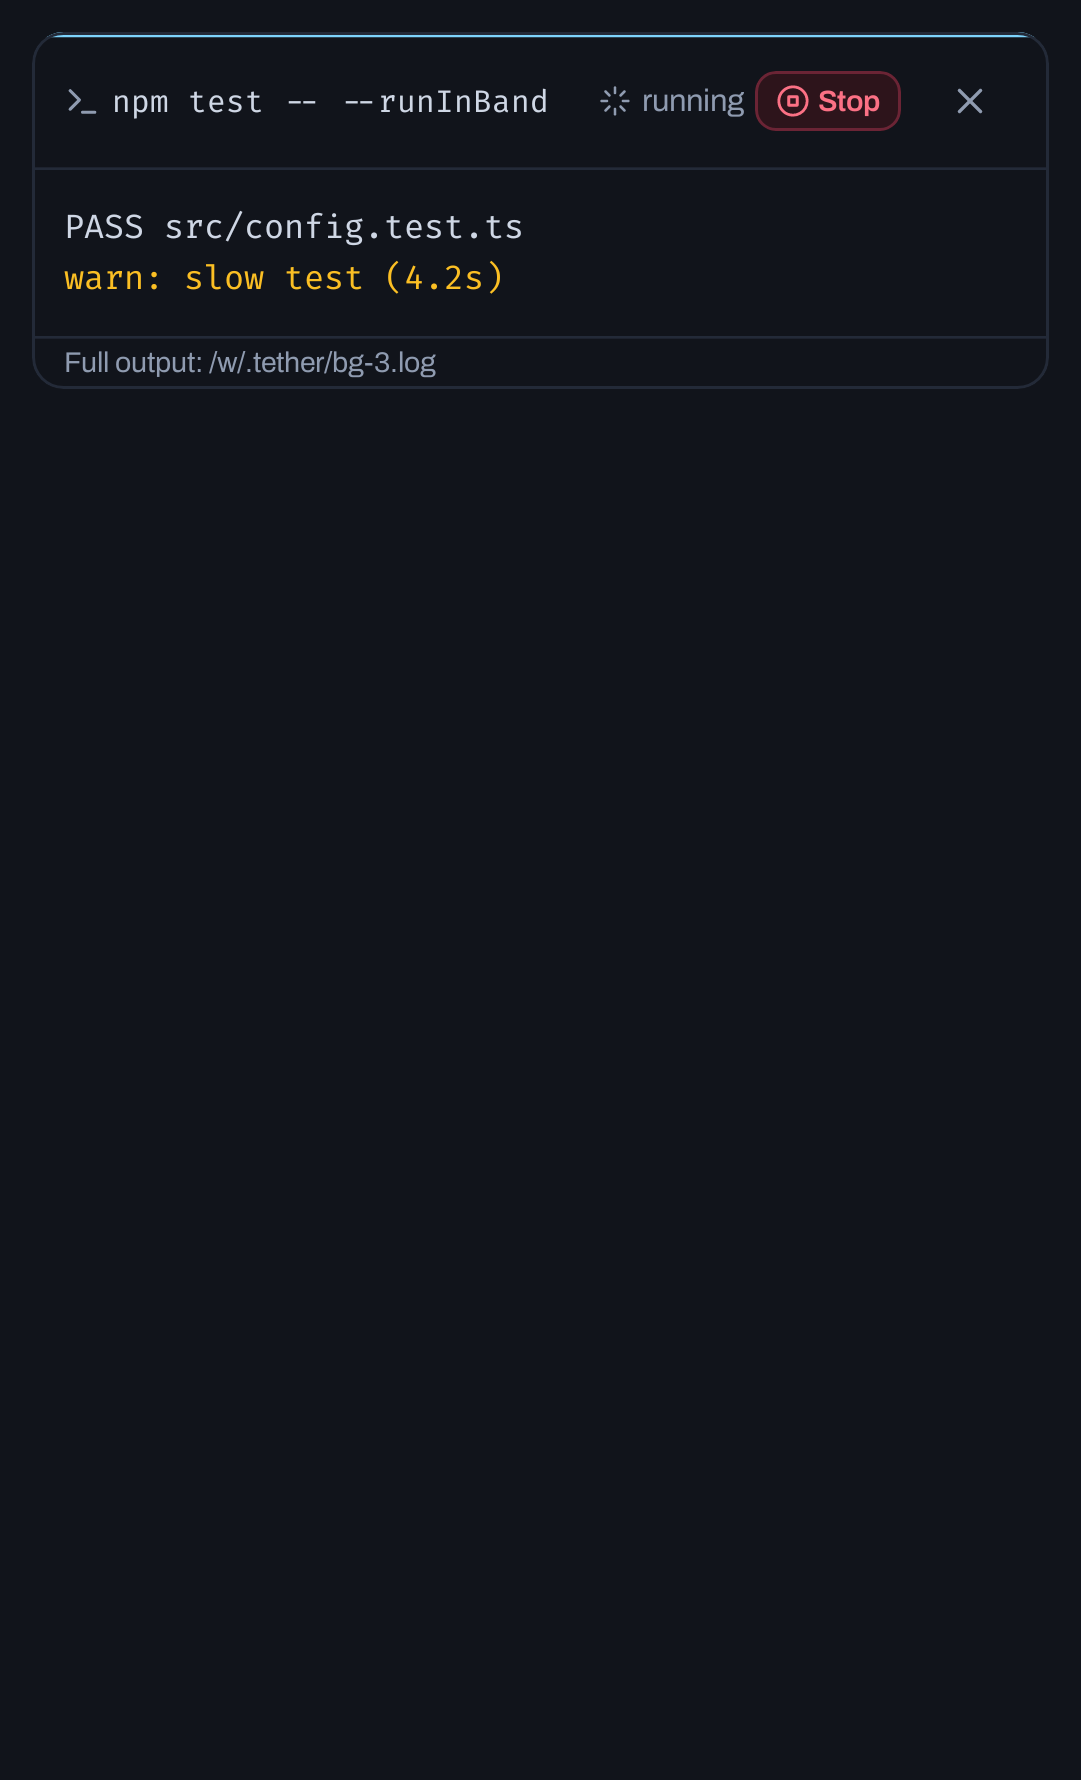 npm test -- --runInBand running Stop
PASS src/config.test.ts
warn: slow test (4.2s)
Full output: /w/.tether/bg-3.log